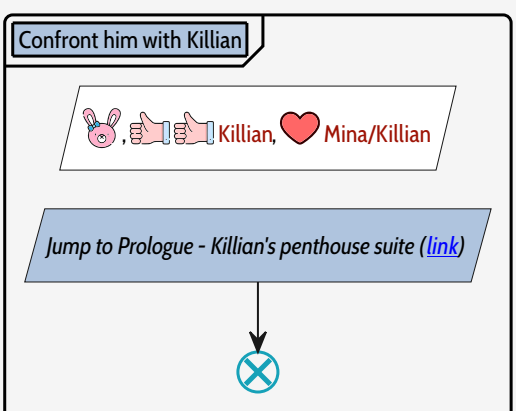 Confront him with Killian
, Killian, Mina/Killian
Jump to Prologue - Killian's penthouse suite (link)